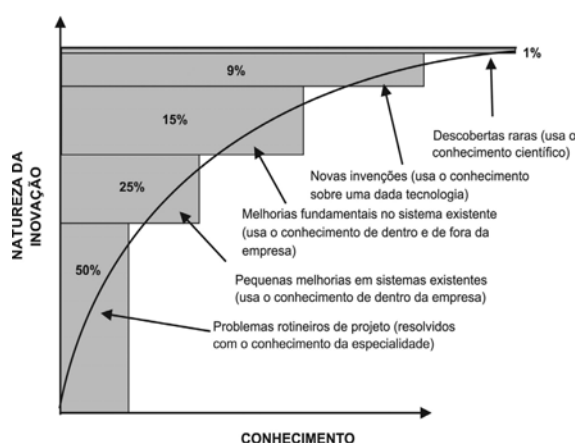 1%
9%
15%
Descobertas raras (usa o
conhecimento científico)
Novas invenções (usa o conhecimento
sobre uma dada tecnologia)
25%
Melhorias fundamentais no sistema existente
(usa o conhecimento de dentro e de fora da
empresa)
NATUREZA DA
INOVAÇÃO
50%
Pequenas melhorias em sistemas existentes
(usa o conhecimento de dentro da empresa)
Problemas rotineiros de projeto (resolvidos
com o conhecimento da especialidade)
CONHECIMENTO